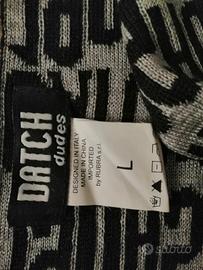 DATCH
dudes
DESIGNED IN ITALY
MADE IN CHINA
IMPORTED
by RUBRA s.r.l.
L
subito